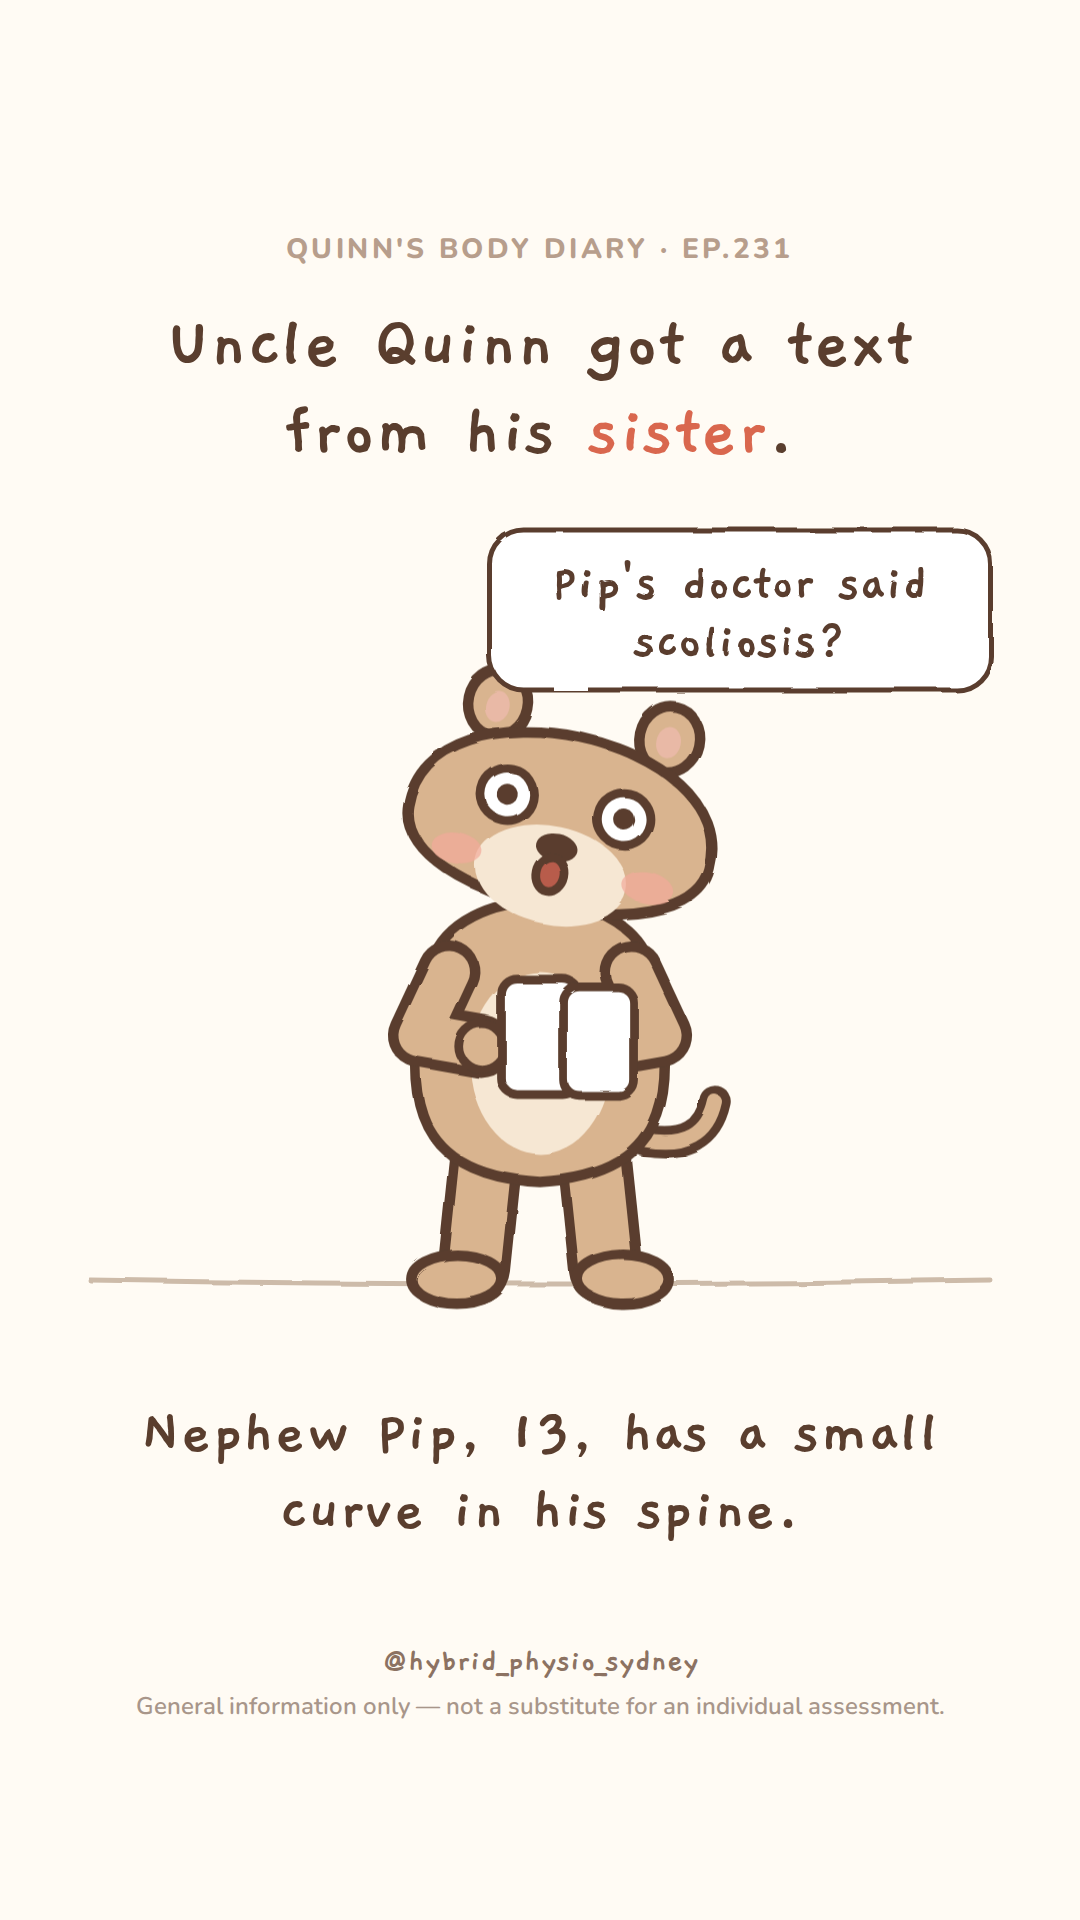 QUINN'S BODY DIARY · EP.231
Uncle Quinn got a text
from his sister.
Pip's doctor said
scoliosis?
Nephew Pip, 13, has a small
curve in his spine.
@hybrid_physio_sydney
General information only — not a substitute for an individual assessment.